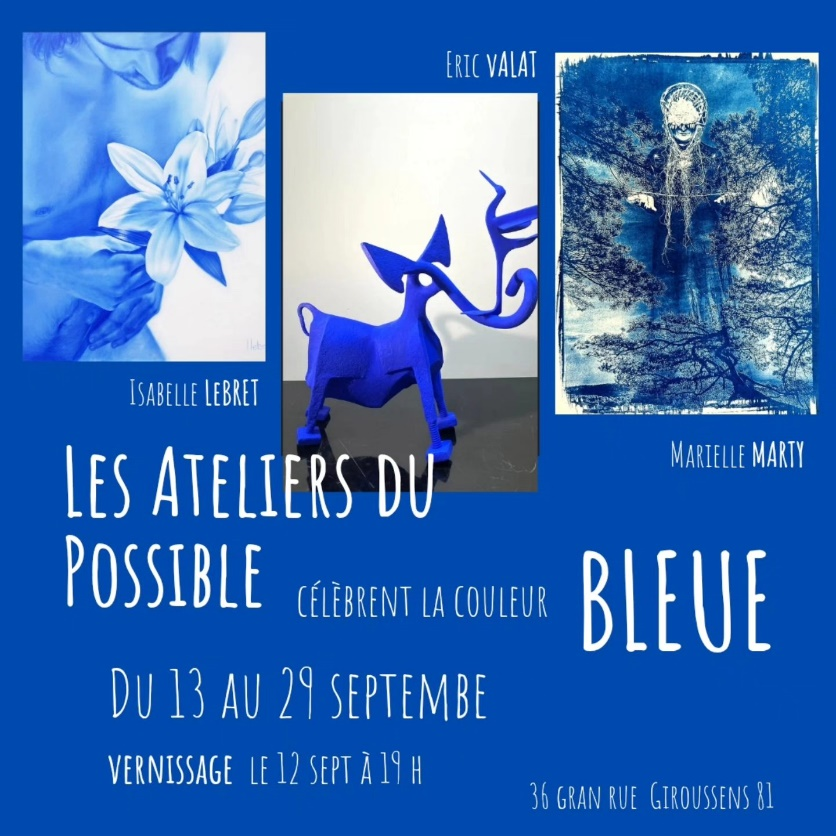 Eric vALAT
Isabelle LeBRET
Marielle MARTY
Les Ateliers du
Possible
célèbrent la couleur
BLEUE
Du 13 au 29 septembe
vernissage le 12 sept à 19 h
36 gran rue Giroussens 81